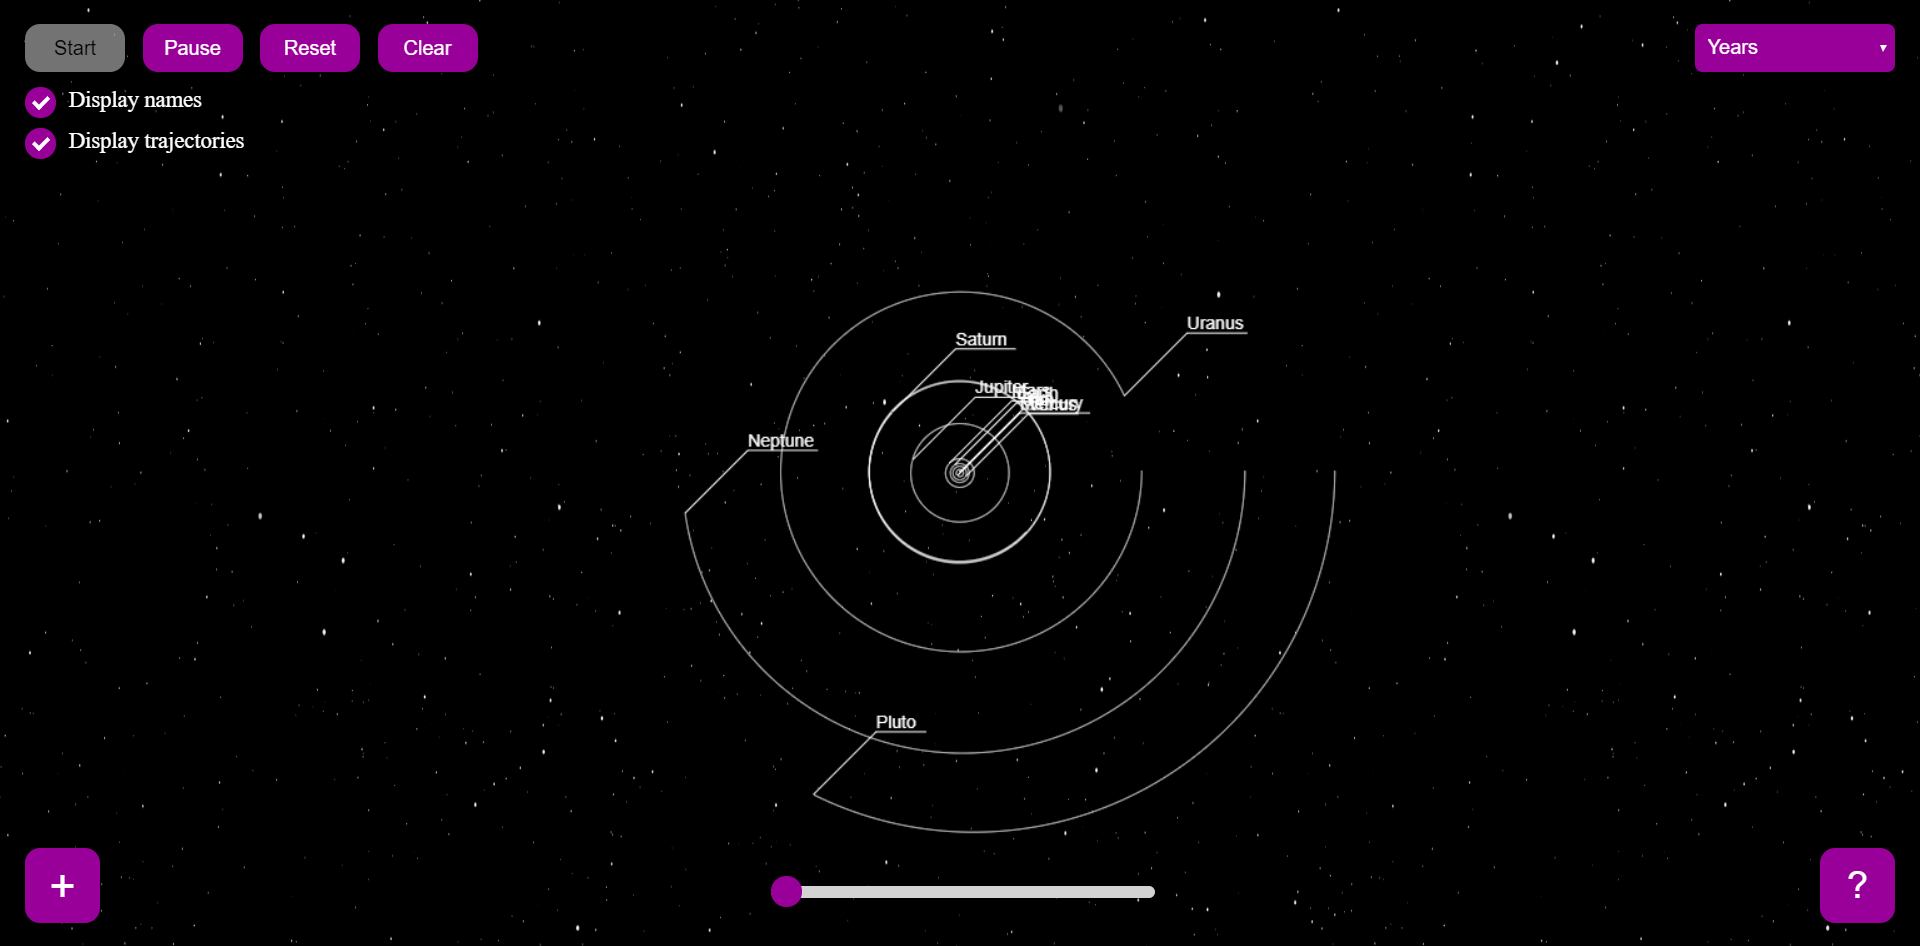 Start
Pause
Reset
Clear
Years
Display names
Display trajectories
Uranus
Saturn
Jupiter
Neptune
Pluto
+
?